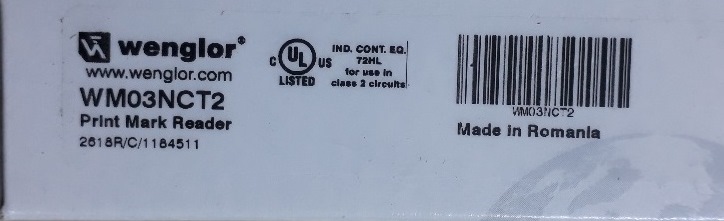 wenglor®
www.wenglor.com
WM03NCT2
Print Mark Reader
2618R/C/1184511
C UL US
LISTED
IND. CONT. EQ.
72HL
for use in
class 2 circuits
WM03NCT2
Made in Romania